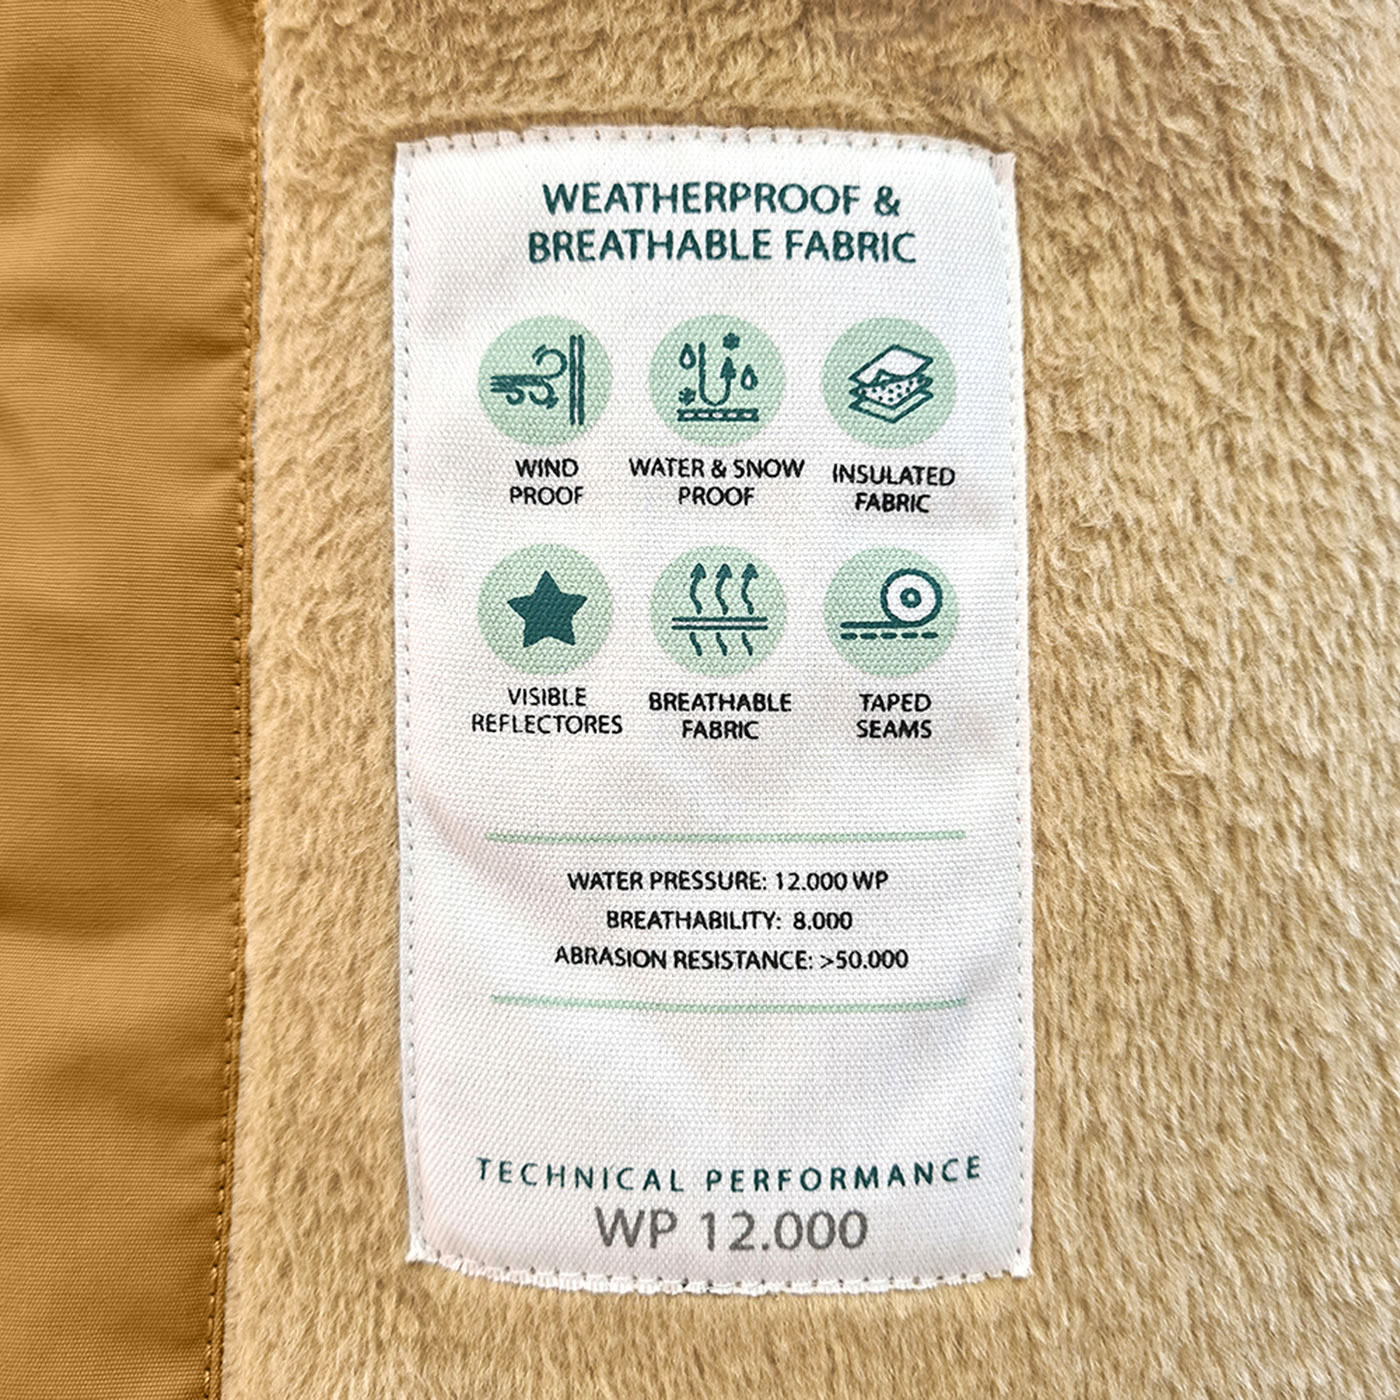 WEATHERPROOF &
BREATHABLE FABRIC
WIND
PROOF
WATER & SNOW
PROOF
INSULATED
FABRIC
VISIBLE
REFLECTORES
BREATHABLE
FABRIC
TAPED
SEAMS
WATER PRESSURE: 12.000 WP
BREATHABILITY: 8.000
ABRASION RESISTANCE: >50.000
TECHNICAL PERFORMANCE
WP 12.000